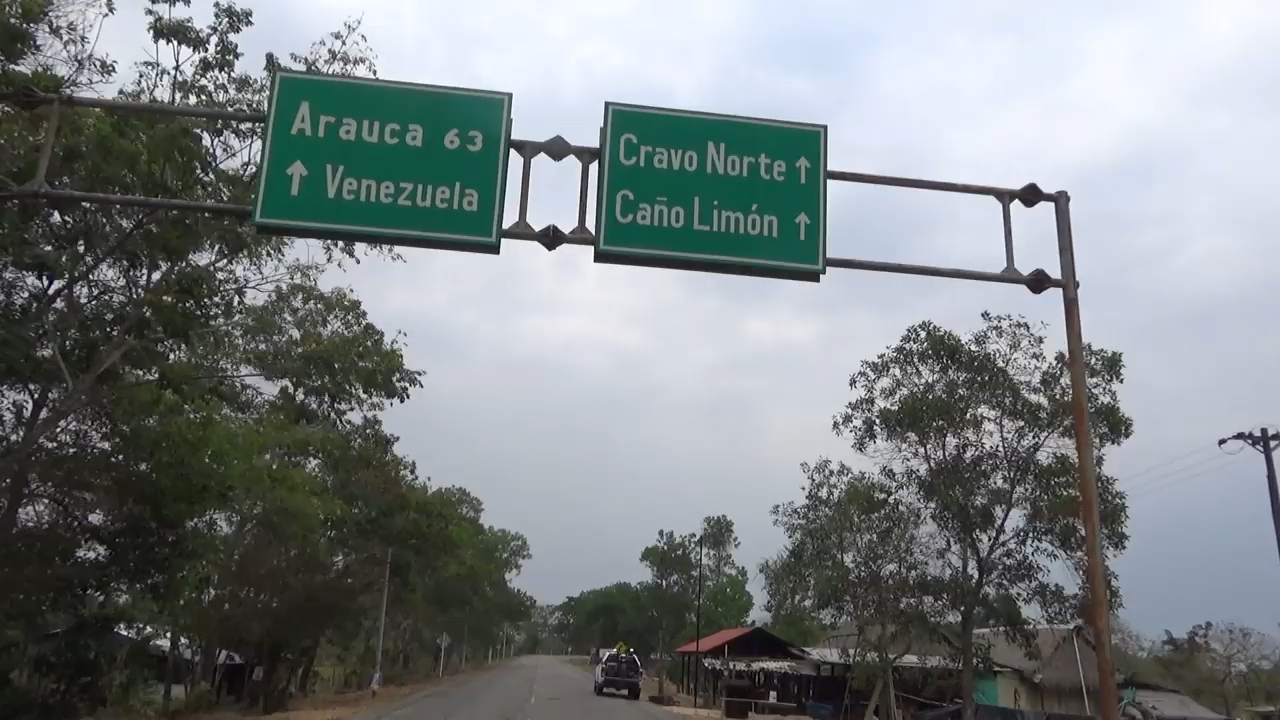 Arauca 63
↑ Venezuela
Cravo Norte ↑
Caño Limón ↑